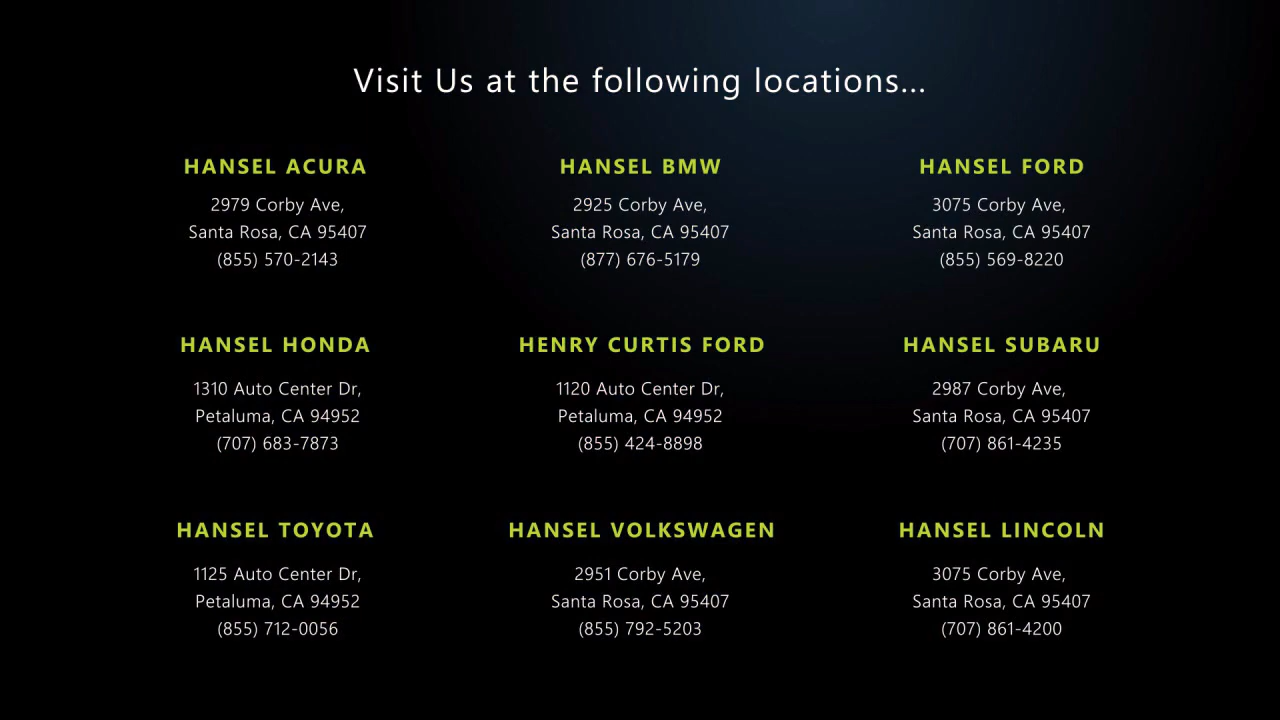 Visit Us at the following locations...
HANSEL ACURA
2979 Corby Ave,
Santa Rosa, CA 95407
(855) 570-2143
HANSEL BMW
2925 Corby Ave,
Santa Rosa, CA 95407
(877) 676-5179
HANSEL FORD
3075 Corby Ave,
Santa Rosa, CA 95407
(855) 569-8220
HANSEL HONDA
1310 Auto Center Dr,
Petaluma, CA 94952
(707) 683-7873
HENRY CURTIS FORD
1120 Auto Center Dr,
Petaluma, CA 94952
(855) 424-8898
HANSEL SUBARU
2987 Corby Ave,
Santa Rosa, CA 95407
(707) 861-4235
HANSEL TOYOTA
1125 Auto Center Dr,
Petaluma, CA 94952
(855) 712-0056
HANSEL VOLKSWAGEN
2951 Corby Ave,
Santa Rosa, CA 95407
(855) 792-5203
HANSEL LINCOLN
3075 Corby Ave,
Santa Rosa, CA 95407
(707) 861-4200